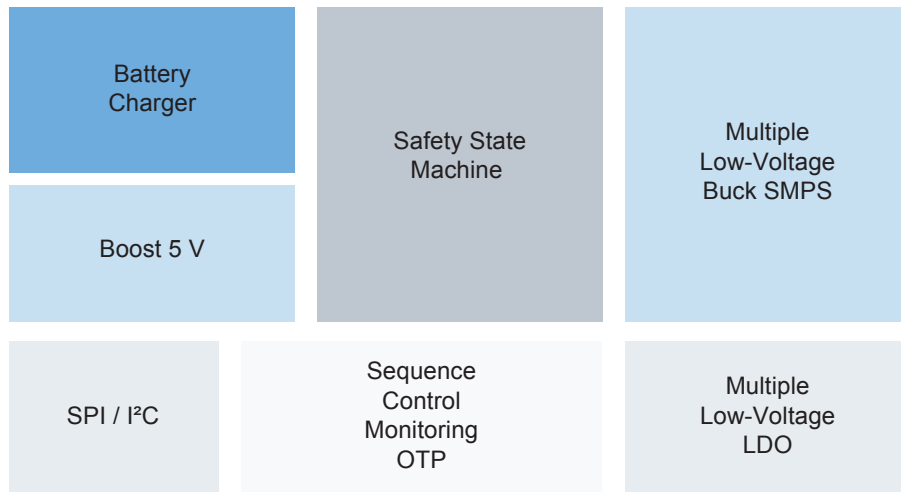 Battery
Charger
Safety State
Machine
Multiple
Low-Voltage
Buck SMPS
Boost 5 V
SPI / I²C
Sequence
Control
Monitoring
OTP
Multiple
Low-Voltage
LDO